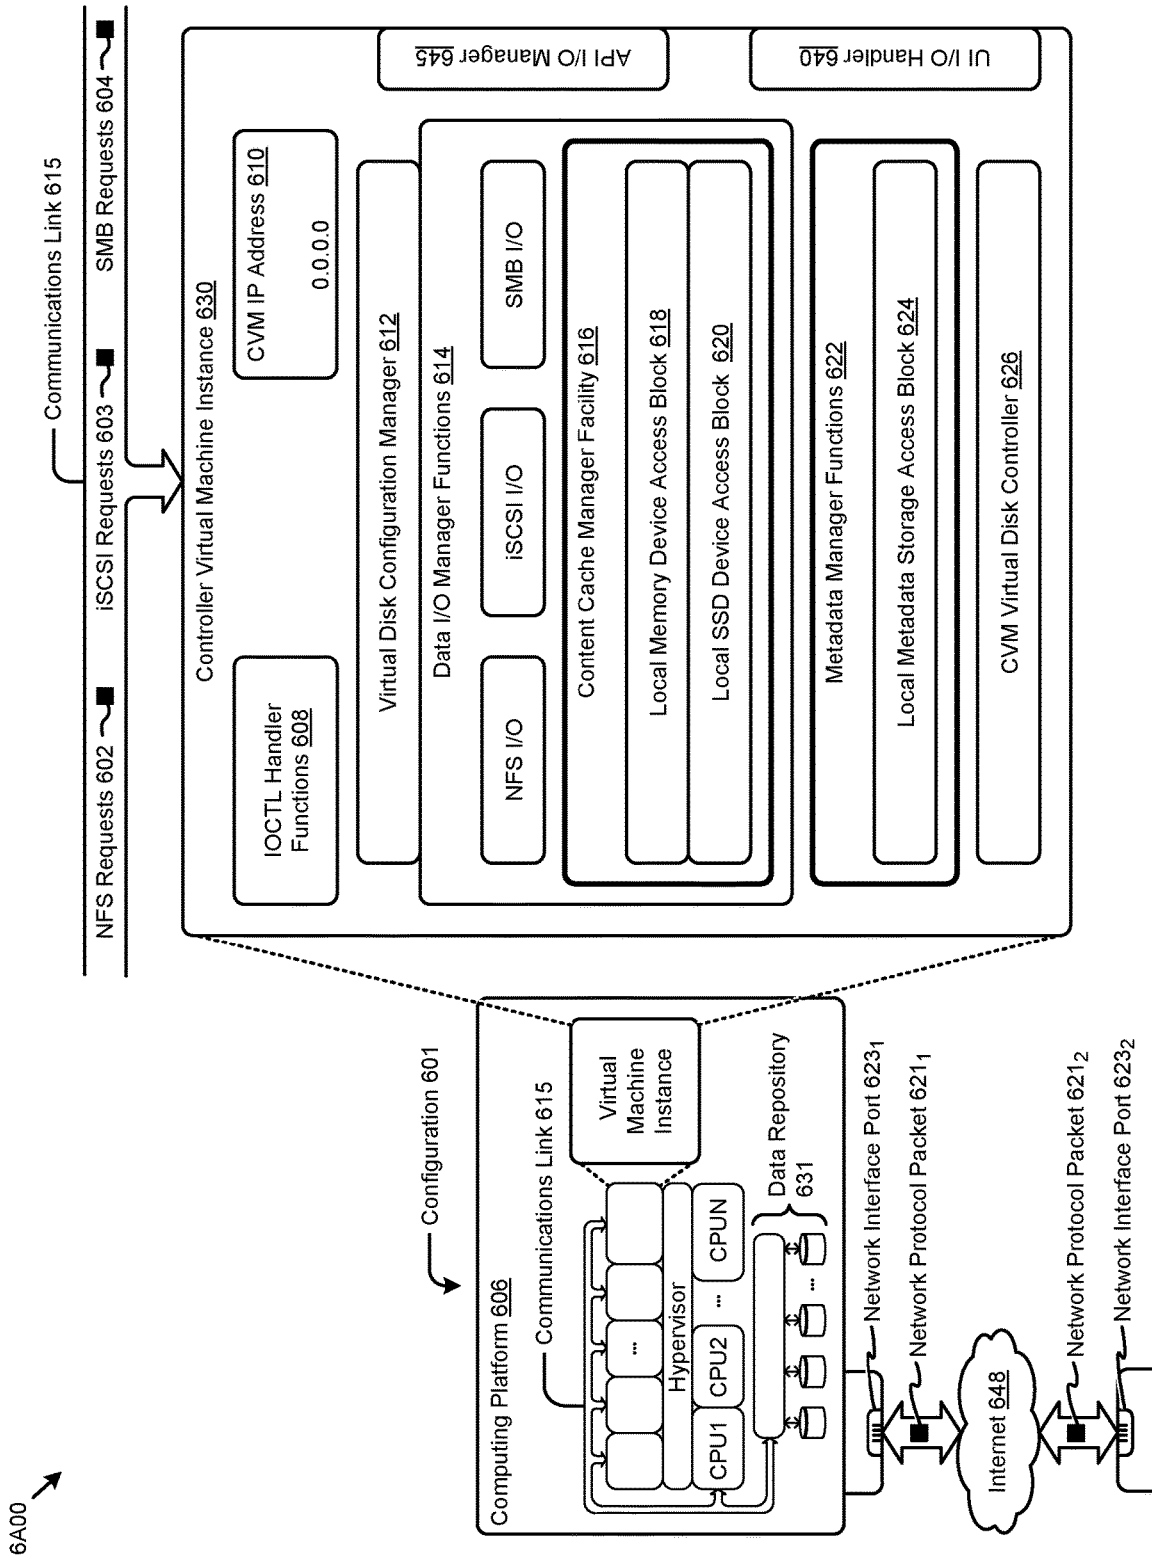 6A00
Communications Link 615
NFS Requests 602
iSCSI Requests 603
SMB Requests 604
Controller Virtual Machine Instance 630
IOCTL Handler
Functions 608
CVM IP Address 610
0.0.0.0
Virtual Disk Configuration Manager 612
Data I/O Manager Functions 614
NFS I/O
iSCSI I/O
SMB I/O
Content Cache Manager Facility 616
Local Memory Device Access Block 618
Local SSD Device Access Block 620
Metadata Manager Functions 622
Local Metadata Storage Access Block 624
CVM Virtual Disk Controller 626
API I/O Manager 645
UI I/O Handler 640
Configuration 601
Computing Platform 606
Communications Link 615
Virtual
Machine
Instance
...
Hypervisor
CPU1
CPU2
...
CPUN
Data Repository
631
...
Network Interface Port 623₁
Network Protocol Packet 621₁
Internet 648
Network Protocol Packet 621₂
Network Interface Port 623₂